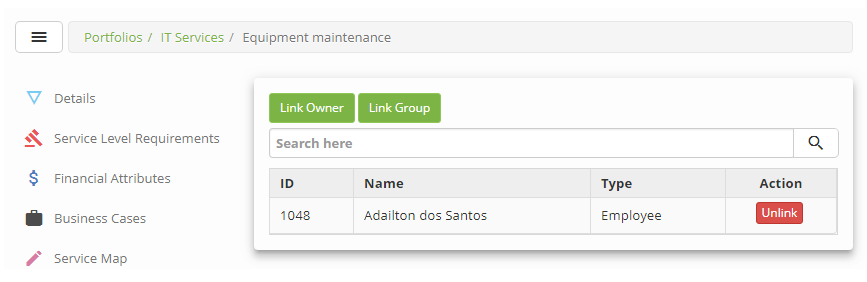 Portfolios / IT Services / Equipment maintenance
Details
Service Level Requirements
Financial Attributes
Business Cases
Service Map
Link Owner Link Group
Search here
ID Name Type Action
1048 Adailton dos Santos Employee Unlink